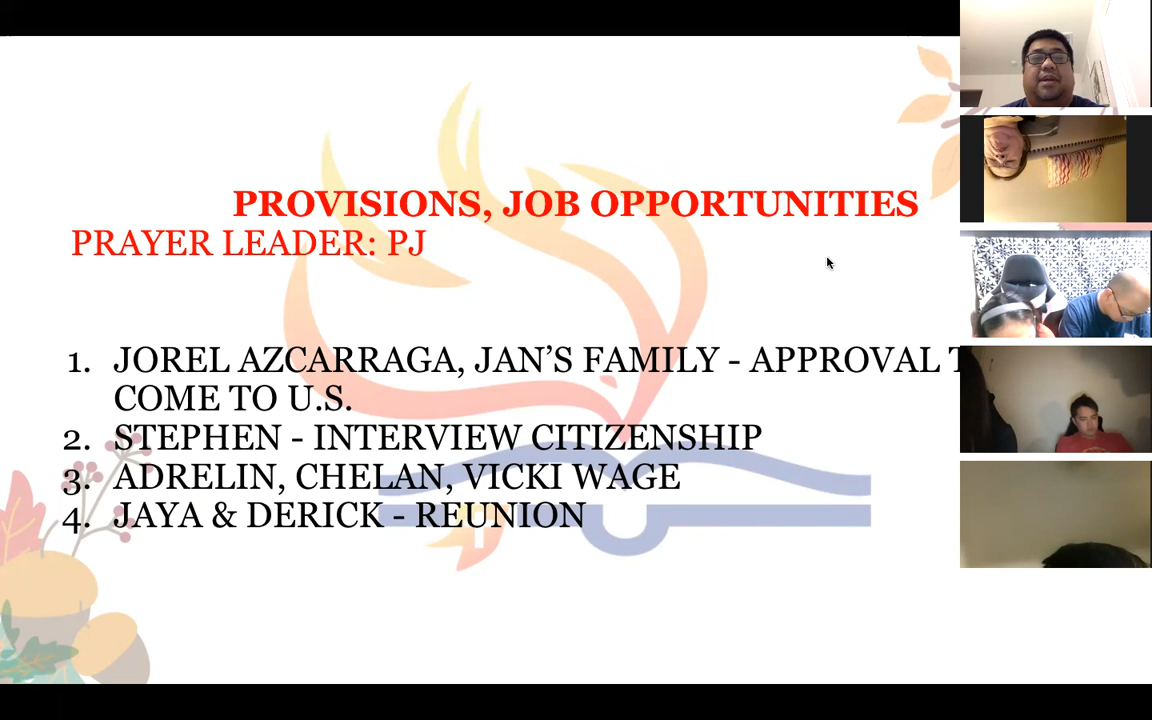 PROVISIONS, JOB OPPORTUNITIES
PRAYER LEADER: PJ
1. JOREL AZCARRAGA, JAN’S FAMILY - APPROVAL
COME TO U.S.
2. STEPHEN - INTERVIEW CITIZENSHIP
3. ADRELIN, CHELAN, VICKI WAGE
4. JAYA & DERICK - REUNION